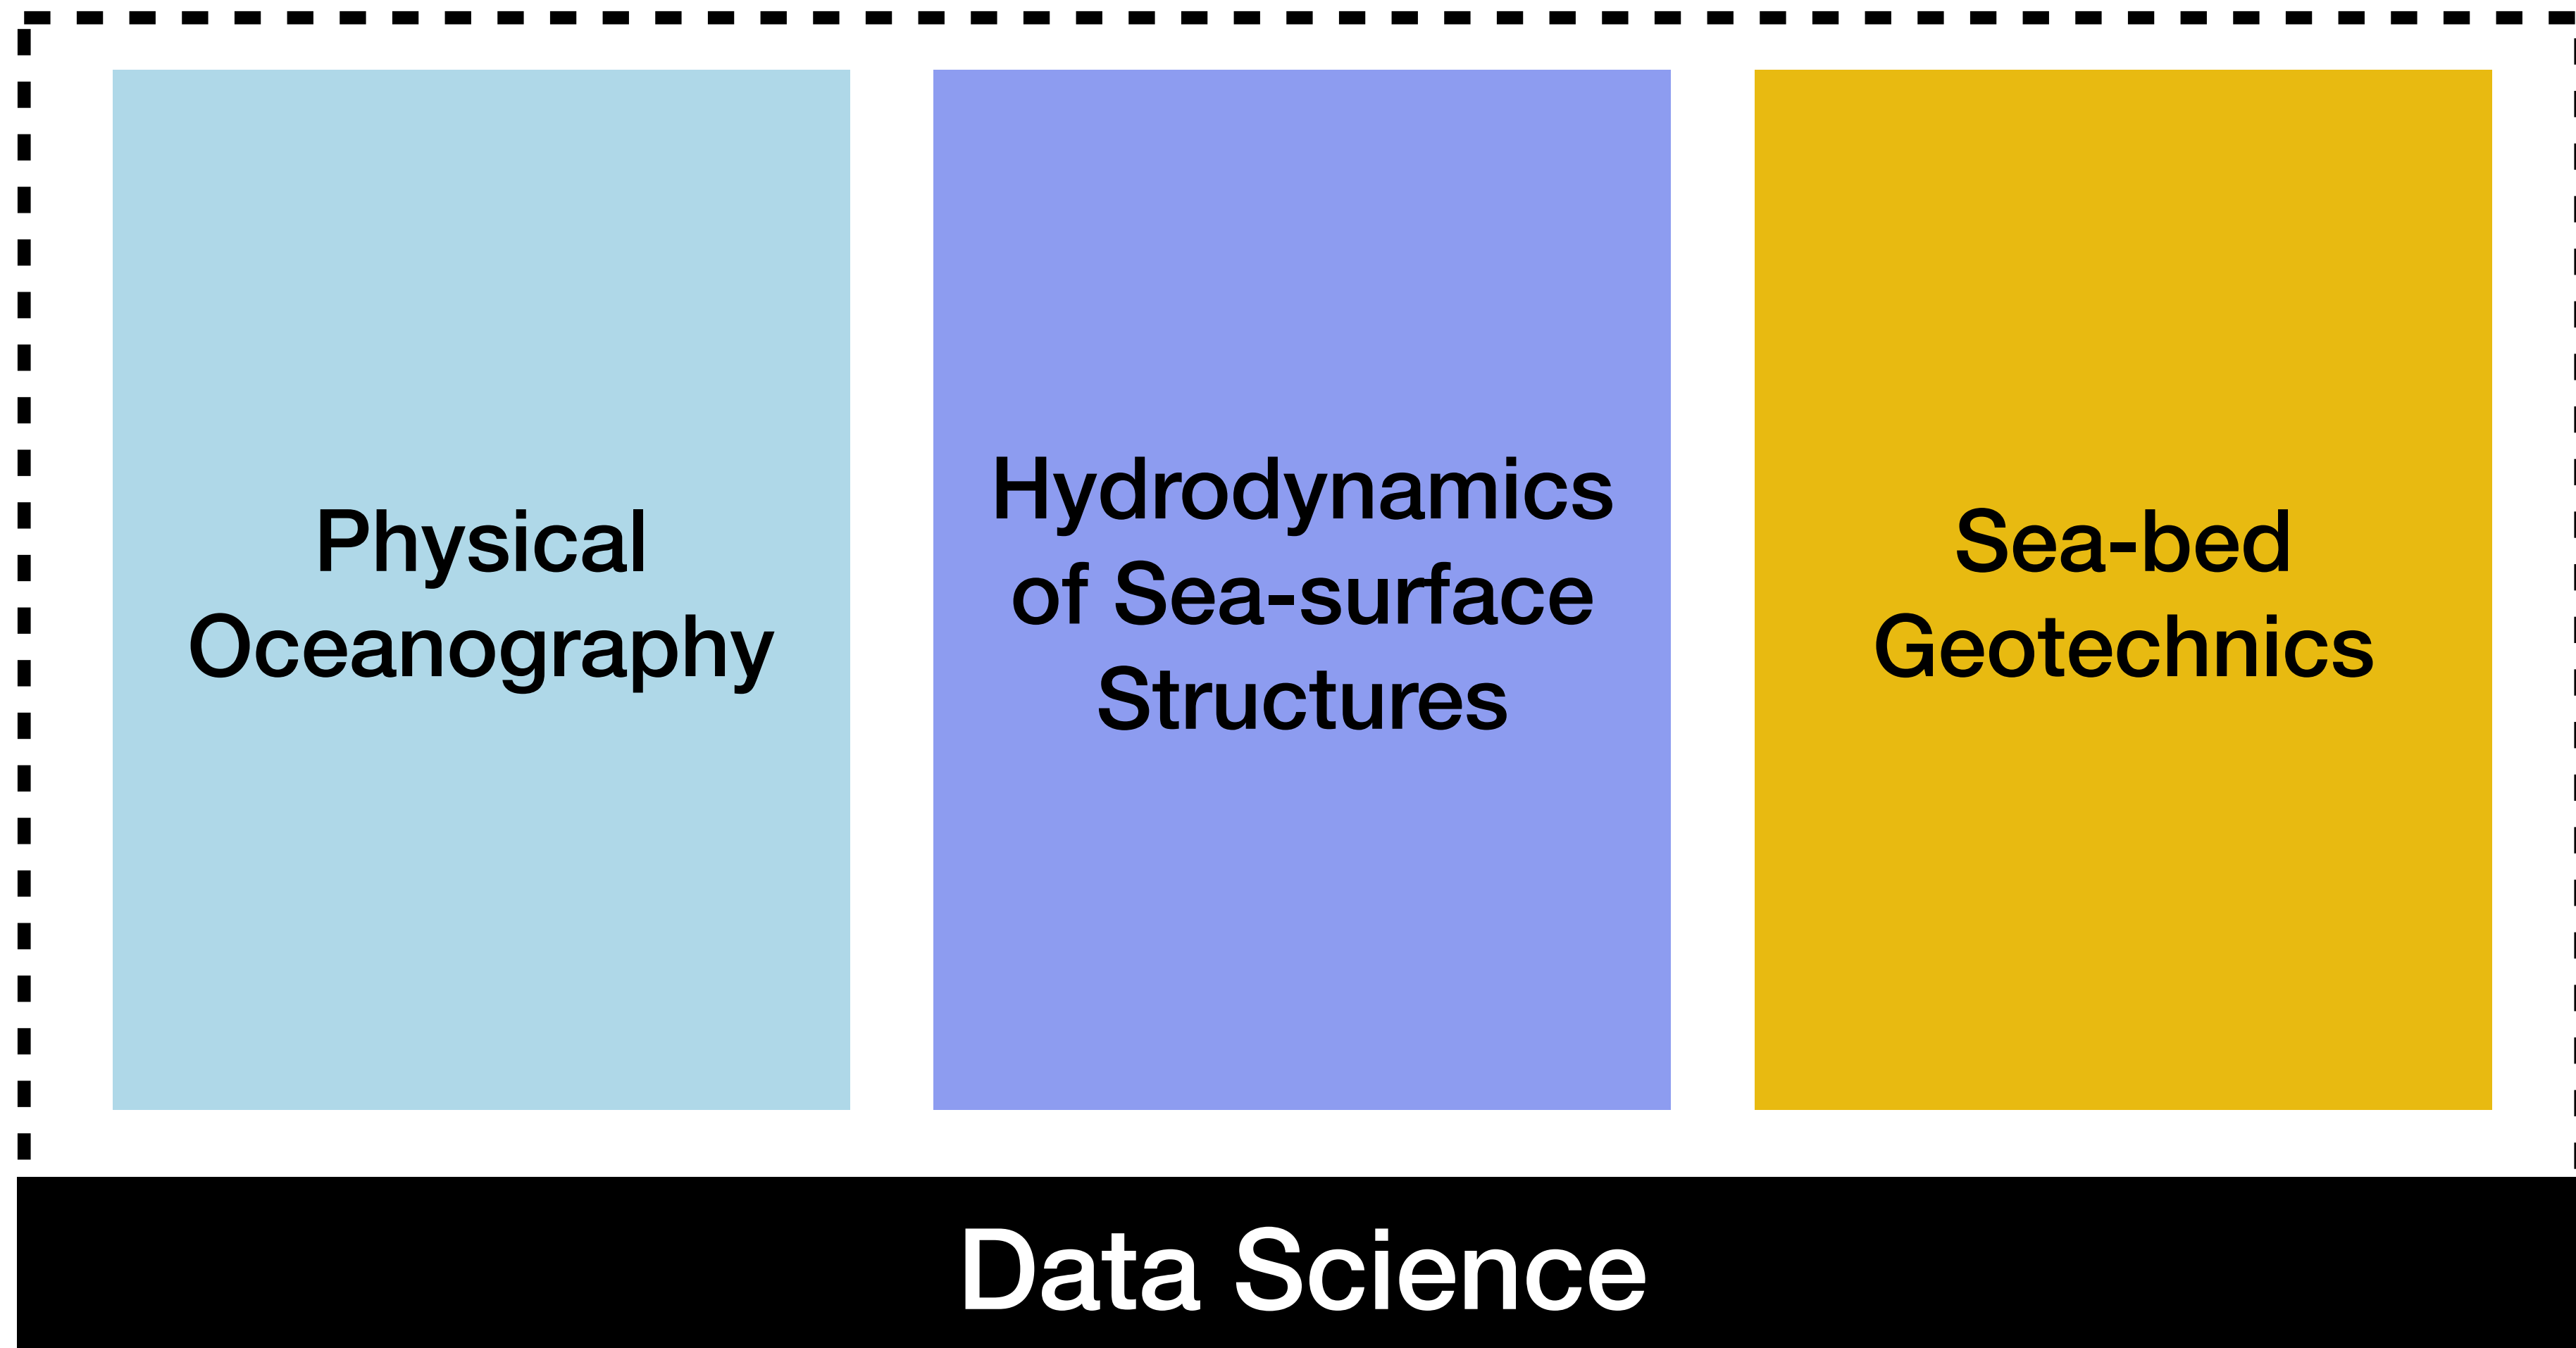 Physical
Oceanography
Hydrodynamics
of Sea-surface
Structures
Sea-bed
Geotechnics
Data Science